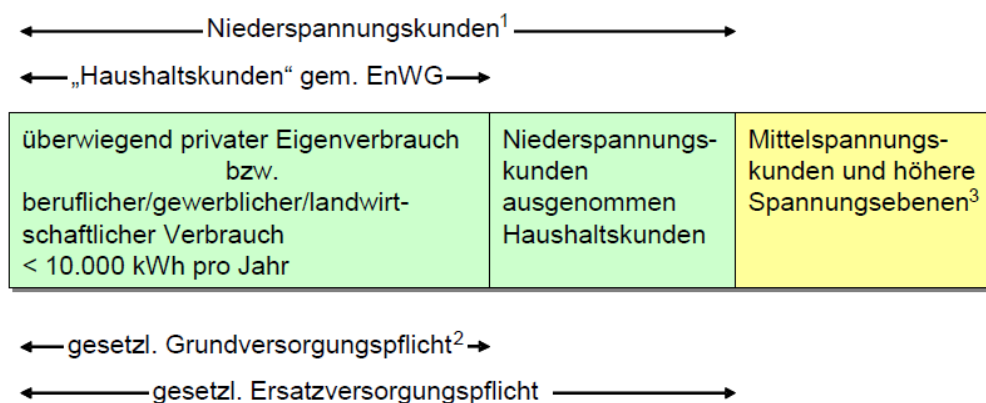 Niederspannungskunden¹
„Haushaltskunden“ gem. EnWG
überwiegend privater Eigenverbrauch
bzw.
beruflicher/gewerblicher/landwirt-
schaftlicher Verbrauch
< 10.000 kWh pro Jahr
Niederspannungs-
kunden
ausgenommen
Haushaltskunden
Mittelspannungs-
kunden und höhere
Spannungsebenen³
gesetzl. Grundversorgungspflicht²
gesetzl. Ersatzversorgungspflicht